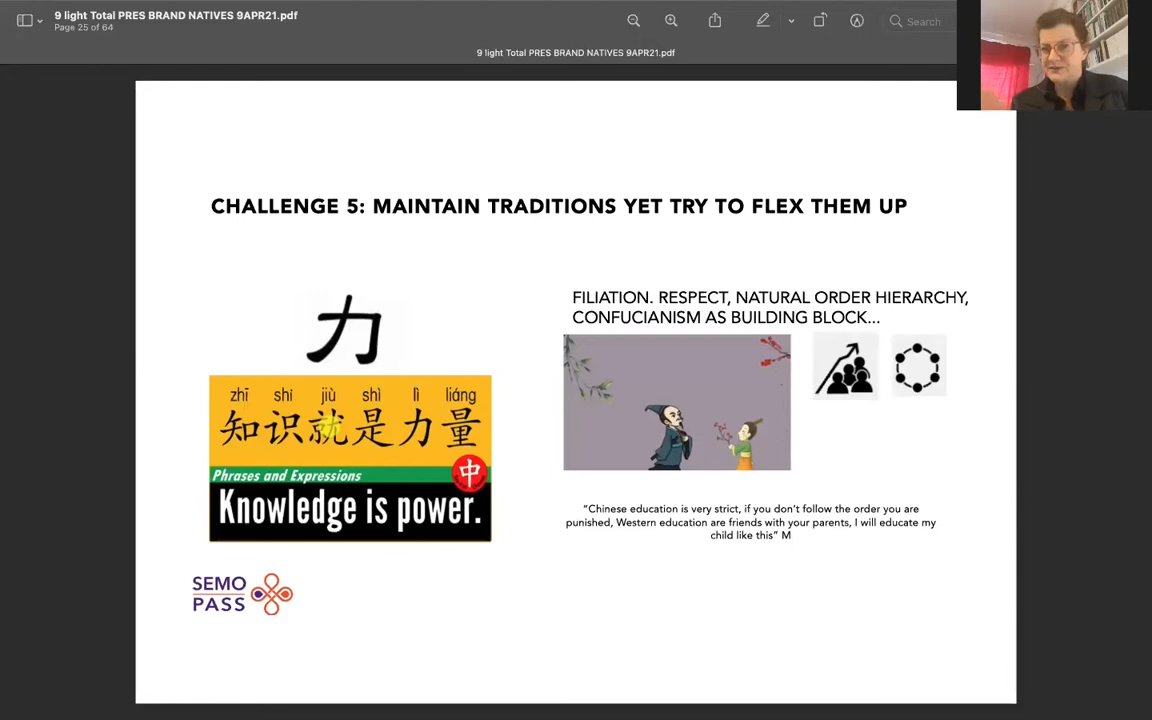 9 light Total PRES BRAND NATIVES 9APR21.pdf
Page 25 of 64
Search
9 light Total PRES BRAND NATIVES 9APR21.pdf
CHALLENGE 5: MAINTAIN TRADITIONS YET TRY TO FLEX THEM UP
力
zhī shi jiù shì lì liáng
知识就是力量
Phrases and Expressions
中
Knowledge is power.
FILIATION. RESPECT, NATURAL ORDER HIERARCHY,
CONFUCIANISM AS BUILDING BLOCK...
“Chinese education is very strict, if you don’t follow the order you are
punished, Western education are friends with your parents, I will educate my
child like this” M
SEMO
PASS